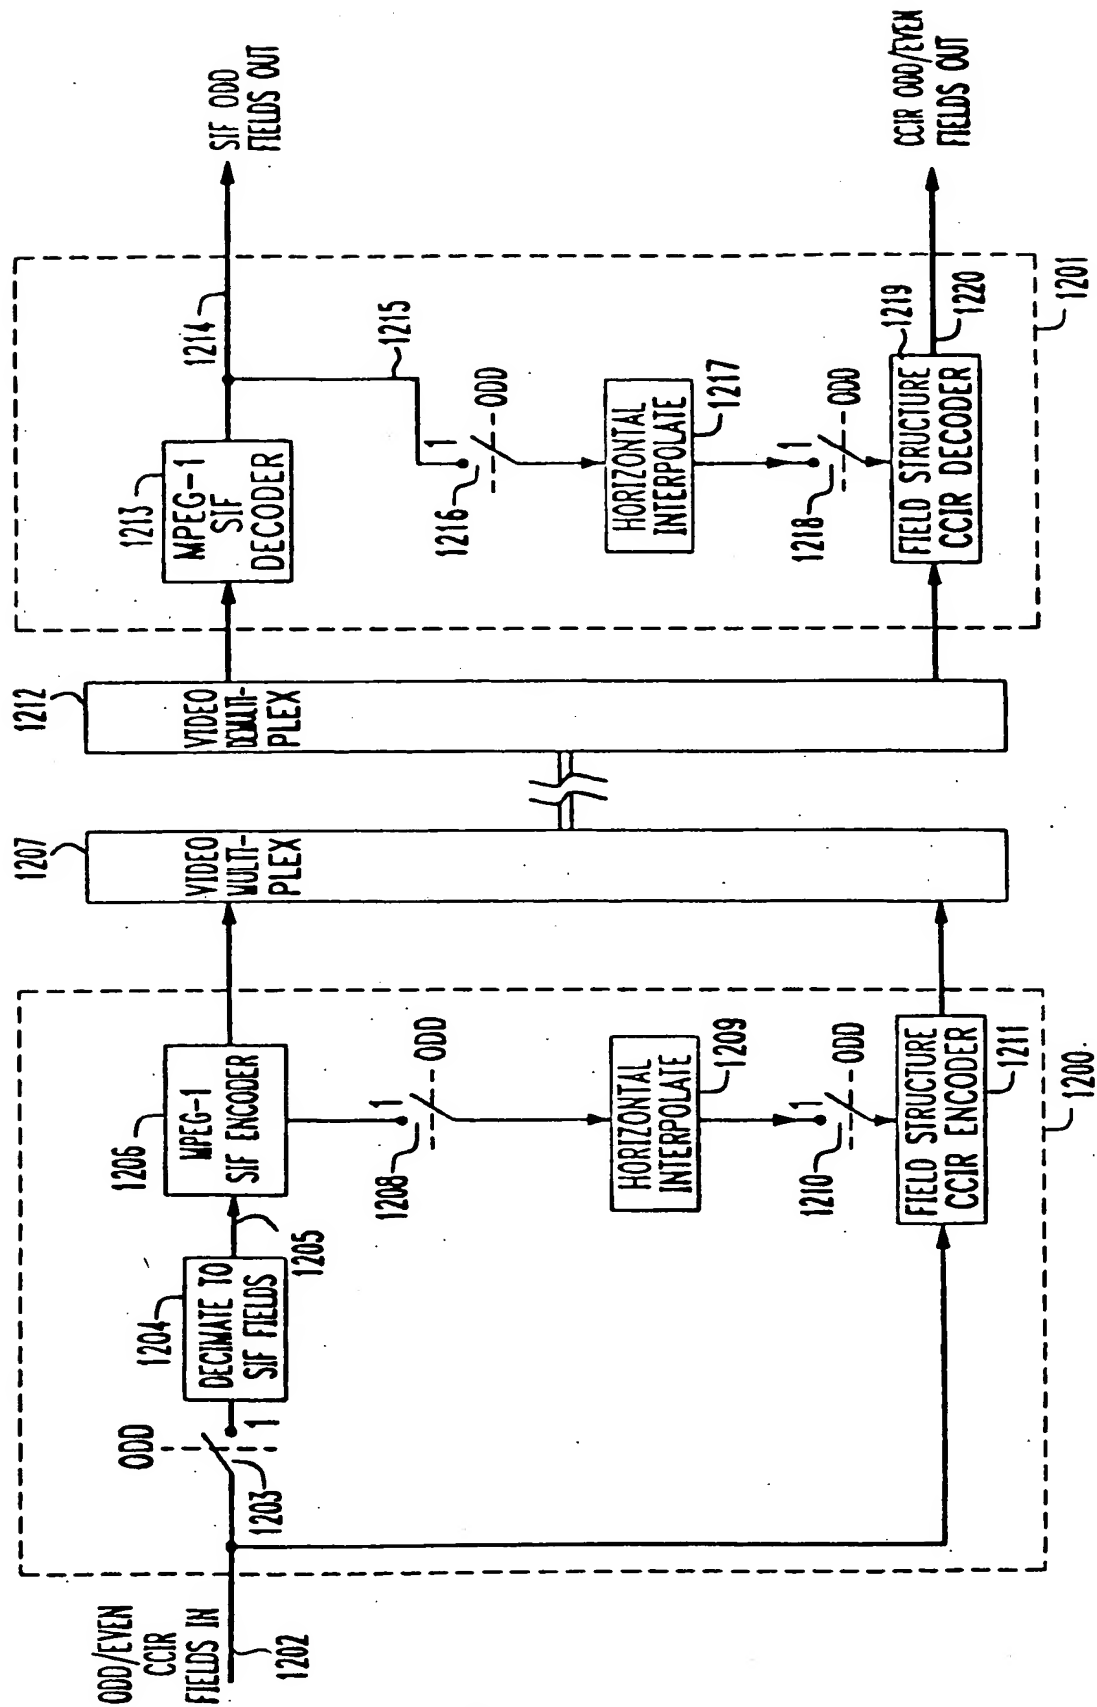 ODD/EVEN
CCIR
FIELDS IN
1202
ODD
1
1203
1204
DECIMATE TO
SIF FIELDS
1205
1206
MPEG-1
SIF ENCODER
1208
1
ODD
HORIZONTAL
INTERPOLATE
1209
1210
1
ODD
FIELD STRUCTURE
CCIR ENCODER
1211
1200
1207
VIDEO
MULTI-
PLEX
1212
VIDEO
DEMULTI-
PLEX
1213
MPEG-1
SIF
DECODER
1214
1215
1216
1
ODD
HORIZONTAL
INTERPOLATE
1217
1218
1
ODD
FIELD STRUCTURE
CCIR DECODER
1219
1220
1201
SIF ODD
FIELDS OUT
CCIR ODD/EVEN
FIELDS OUT